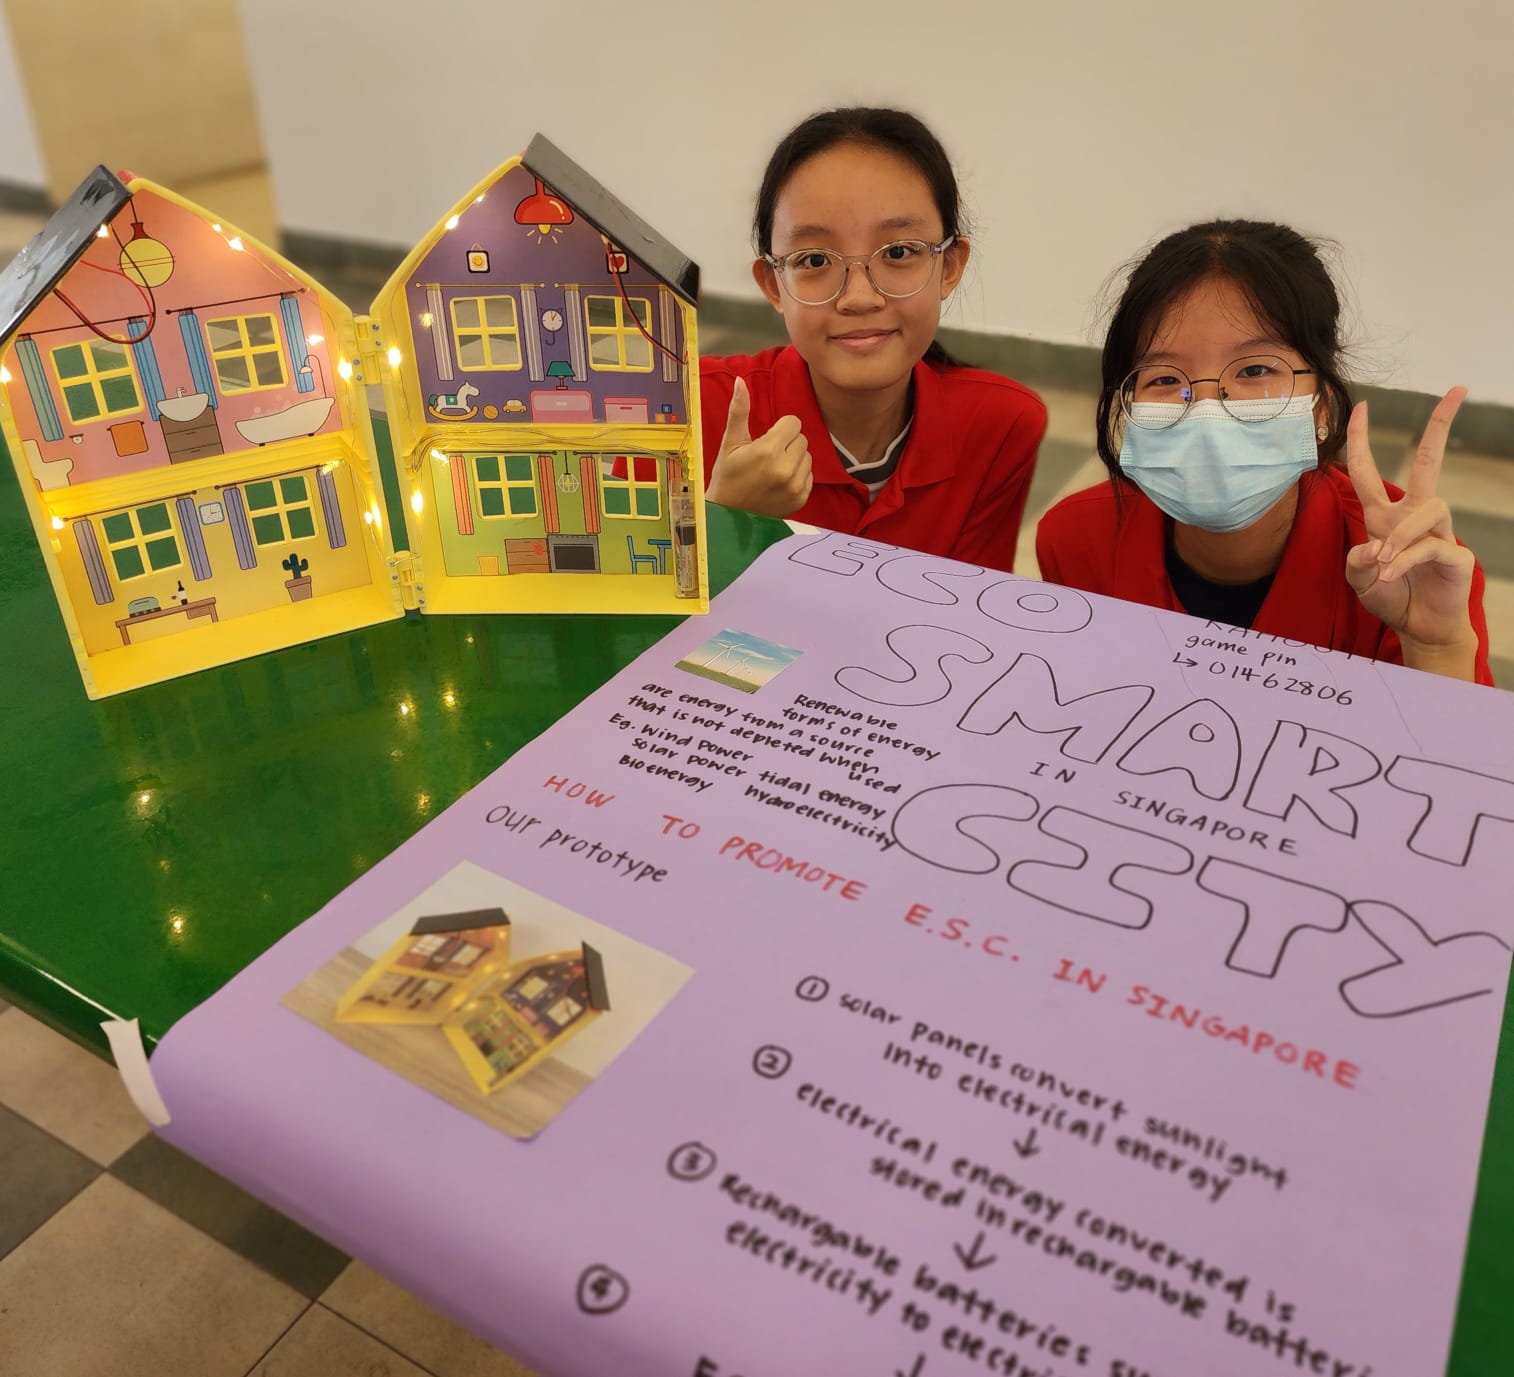 ECO
SMART
IN SINGAPORE
CITY
game pin
↳ 01462806
Renewable
forms of energy
are energy from a source
that is not depleted when
used
Eg. Wind Power
Solar Power tidal energy
Bioenergy hydroelectricity
HOW TO PROMOTE E.S.C. IN SINGAPORE
Our prototype
① solar panels convert sunlight
into electrical energy
↓
② electrical energy converted is
stored in rechargable
↓
③ Rechargable batteries
electricity to
↓
④